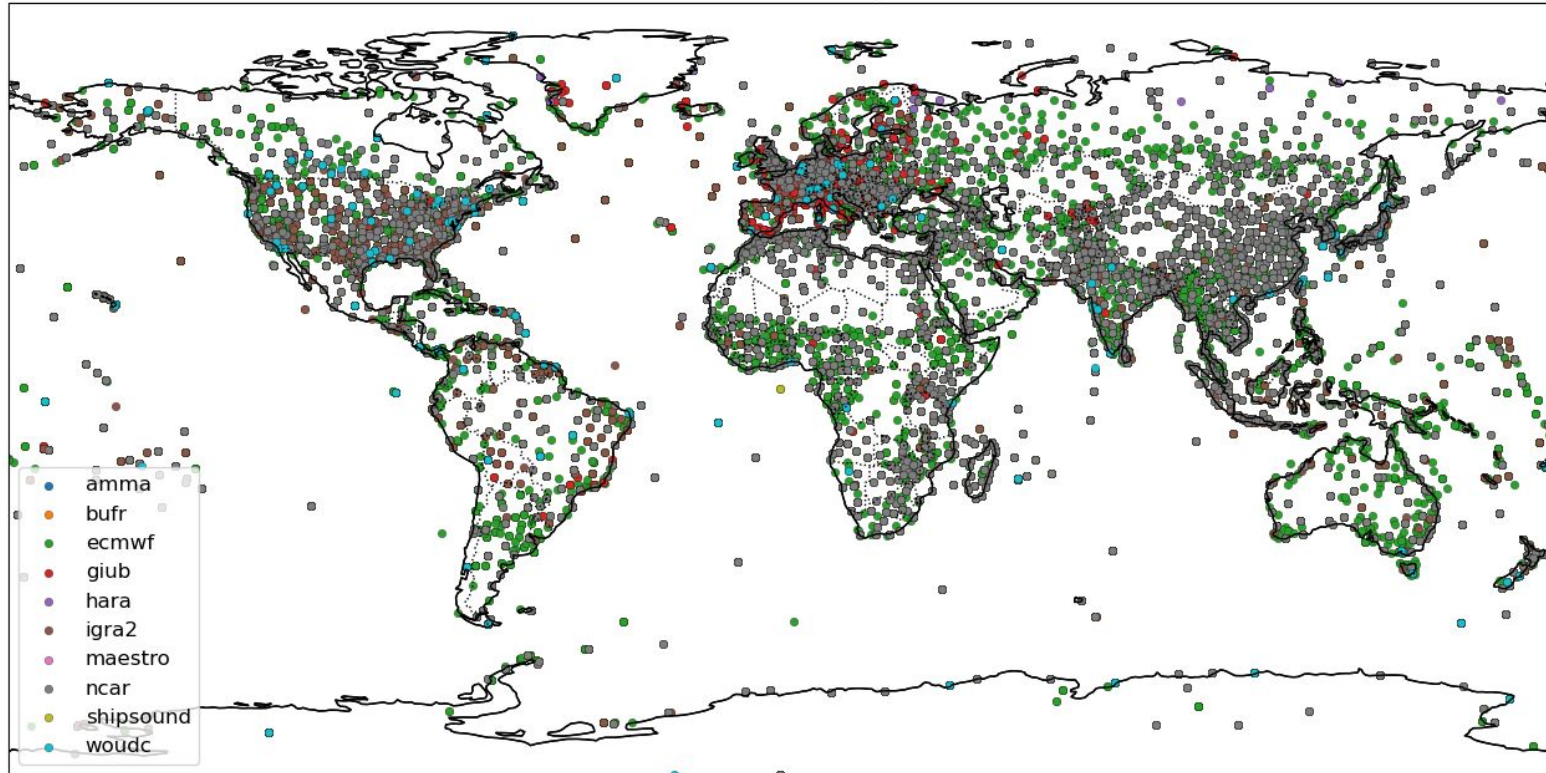 amma
bufr
ecmwf
giub
hara
igra2
maestro
ncar
shipsound
woudc